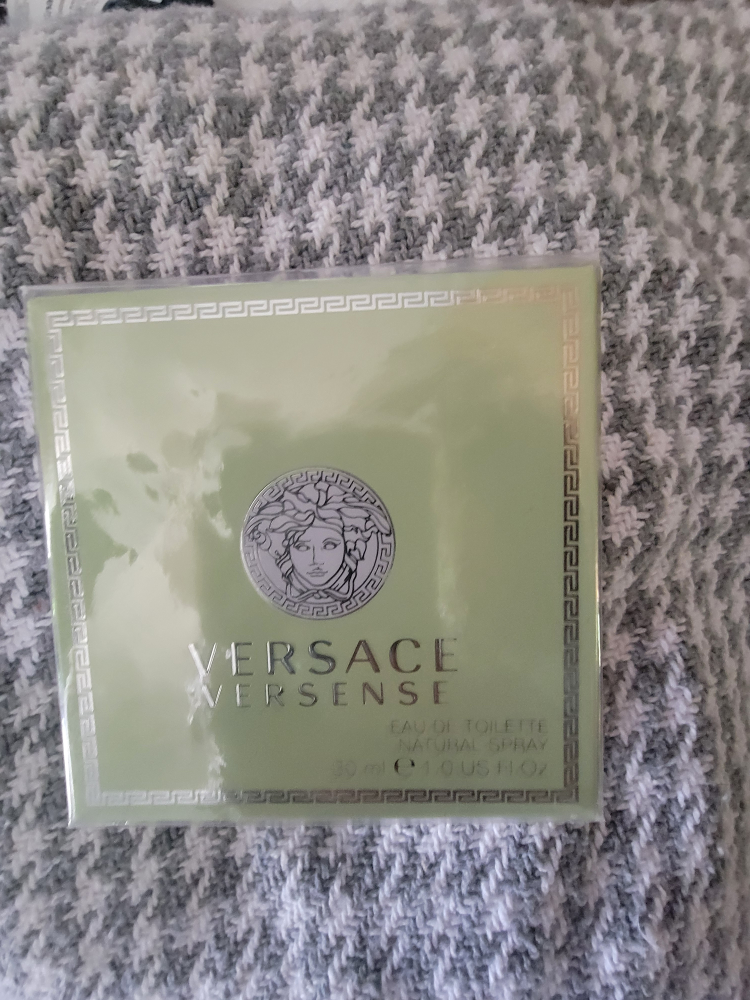 VERSACE
VERSENSE
EAU DE TOILETTE
NATURAL SPRAY
30 ml e 1.0 US Fl.Oz